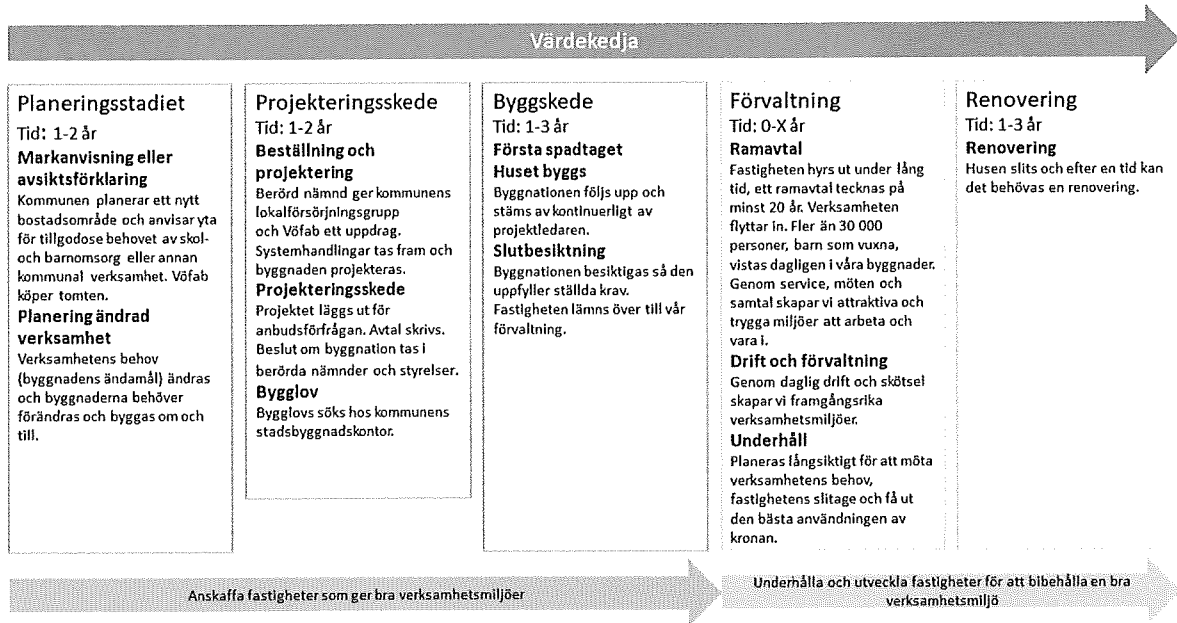 Värdekedja
Planeringsstadiet
Tid: 1-2 år
Markanvisning eller
avsiktsförklaring
Kommunen planerar ett nytt
bostadsområde och anvisar yta
för tillgodose behovet av skol-
och barnomsorg eller annan
kommunal verksamhet. Vöfab
köper tomten.
Planering ändrad
verksamhet
Verksamhetens behov
(byggnadens ändamål) ändras
och byggnaderna behöver
förändras och byggas om och
till.
Projekteringsskede
Tid: 1-2 år
Beställning och
projektering
Berörd nämnd ger kommunens
lokalförsörjningsgrupp
och Vöfab ett uppdrag.
Systemhandlingar tas fram och
byggnaden projekteras.
Projekteringsskede
Projektet läggs ut för
anbudsförfrågan. Avtal skrivs.
Beslut om byggnation tas i
berörda nämnder och styrelser.
Bygglov
Bygglovs söks hos kommunens
stadsbyggnadskontor.
Byggskede
Tid: 1-3 år
Första spadtaget
Huset byggs
Byggnationen följs upp och
stäms av kontinuerligt av
projektledaren.
Slutbesiktning
Byggnationen besiktigas så den
uppfyller ställda krav.
Fastigheten lämns över till vår
förvaltning.
Förvaltning
Tid: 0-X år
Ramavtal
Fastigheten hyrs ut under lång
tid, ett ramavtal tecknas på
minst 20 år. Verksamheten
flyttar in. Fler än 30 000
personer, barn som vuxna,
vistas dagligen i våra byggnader.
Genom service, möten och
samtal skapar vi attraktiva och
trygga miljöer att arbeta och
vara i.
Drift och förvaltning
Genom daglig drift och skötsel
skapar vi framgångsrika
verksamhetsmiljöer.
Underhåll
Planeras långsiktigt för att möta
verksamhetens behov,
fastighetens slitage och få ut
den bästa användningen av
kronan.
Renovering
Tid: 1-3 år
Renovering
Husen slits och efter en tid kan
det behövas en renovering.
Anskaffa fastigheter som ger bra verksamhetsmiljöer
Underhålla och utveckla fastigheter för att bibehålla en bra
verksamhetsmiljö